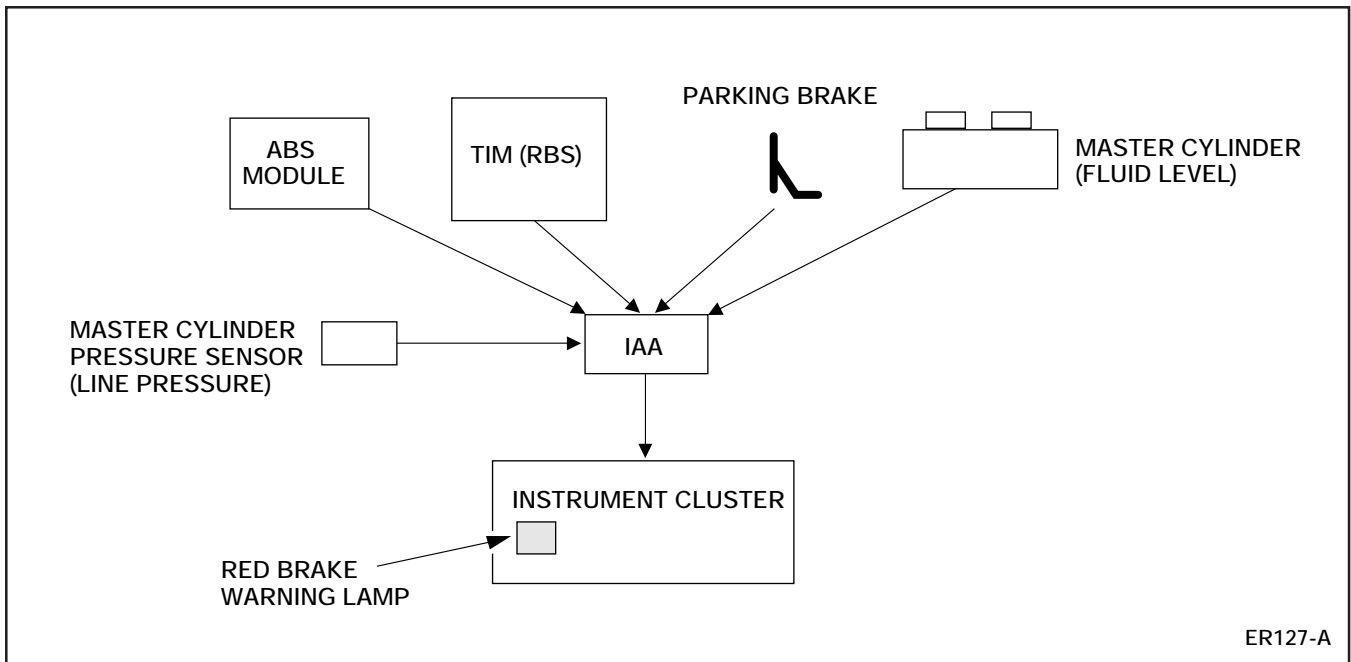 PARKING BRAKE
ABS
MODULE
TIM (RBS)
MASTER CYLINDER
(FLUID LEVEL)
MASTER CYLINDER
PRESSURE SENSOR
(LINE PRESSURE)
IAA
INSTRUMENT CLUSTER
RED BRAKE
WARNING LAMP
ER127-A